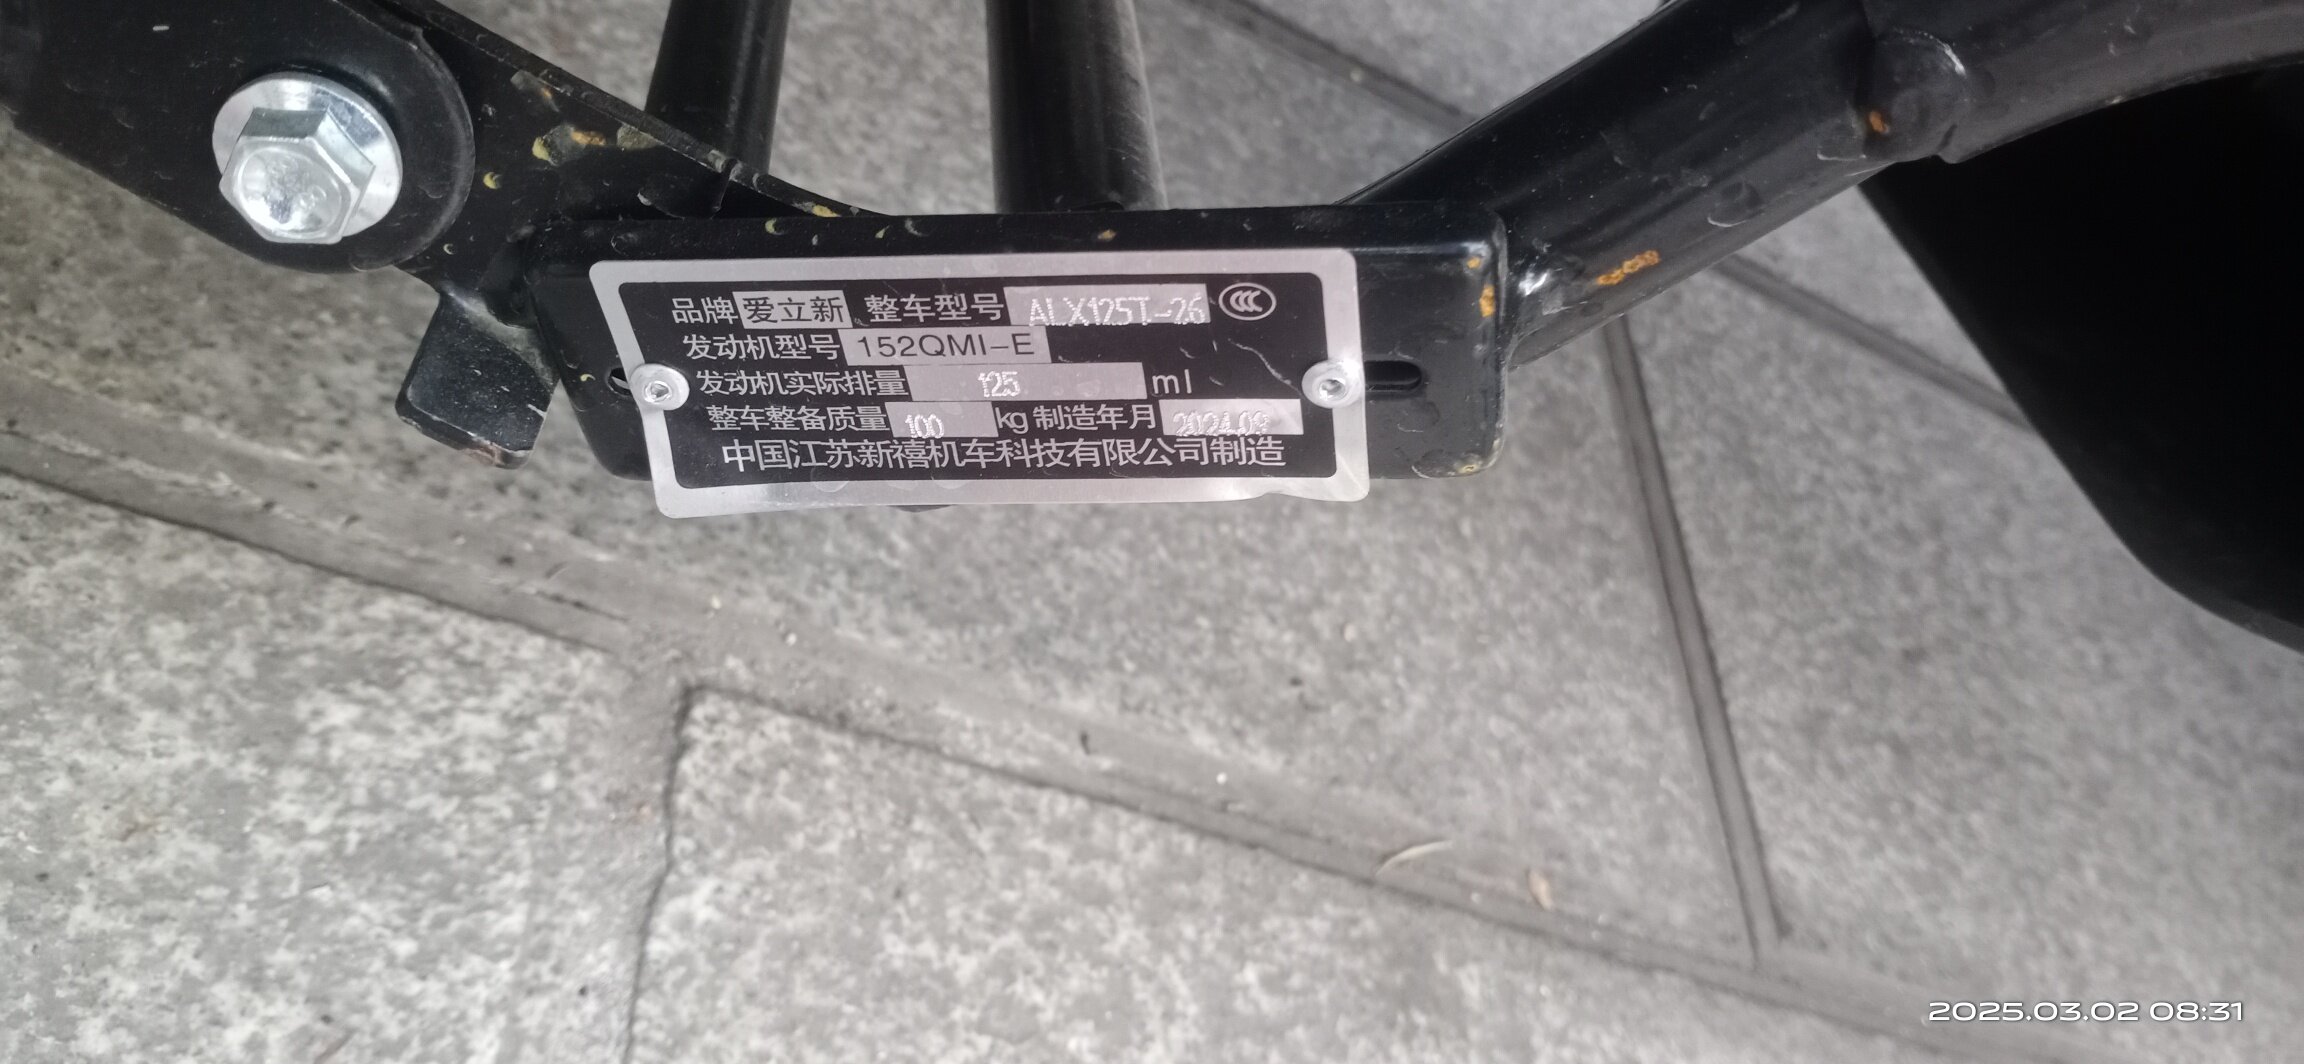 品牌 爱立新 整车型号 ALX125T-26 CCC
发动机型号 152QMI-E
发动机实际排量 125 ml
整车整备质量 100 kg 制造年月 2024.09
中国江苏新禧机车科技有限公司制造
2025.03.02 08:31